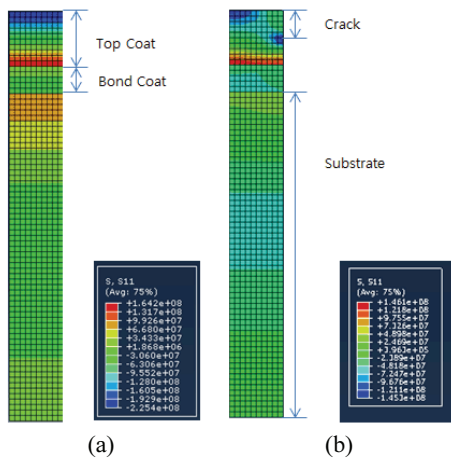 Top Coat
Bond Coat
Crack
Substrate
S, S11
(Avg: 75%)
+1.642e+08
+1.317e+08
+9.926e+07
+6.680e+07
+3.433e+07
+1.868e+06
-3.060e+07
-6.306e+07
-9.552e+07
-1.280e+08
-1.605e+08
-1.929e+08
-2.254e+08
S, S11
(Avg: 75%)
+1.461e+08
+1.218e+08
+9.755e+07
+7.326e+07
+4.898e+07
+2.469e+07
+3.963e+05
-2.389e+07
-4.818e+07
-7.247e+07
-9.676e+07
-1.211e+08
-1.453e+08
(a)
(b)